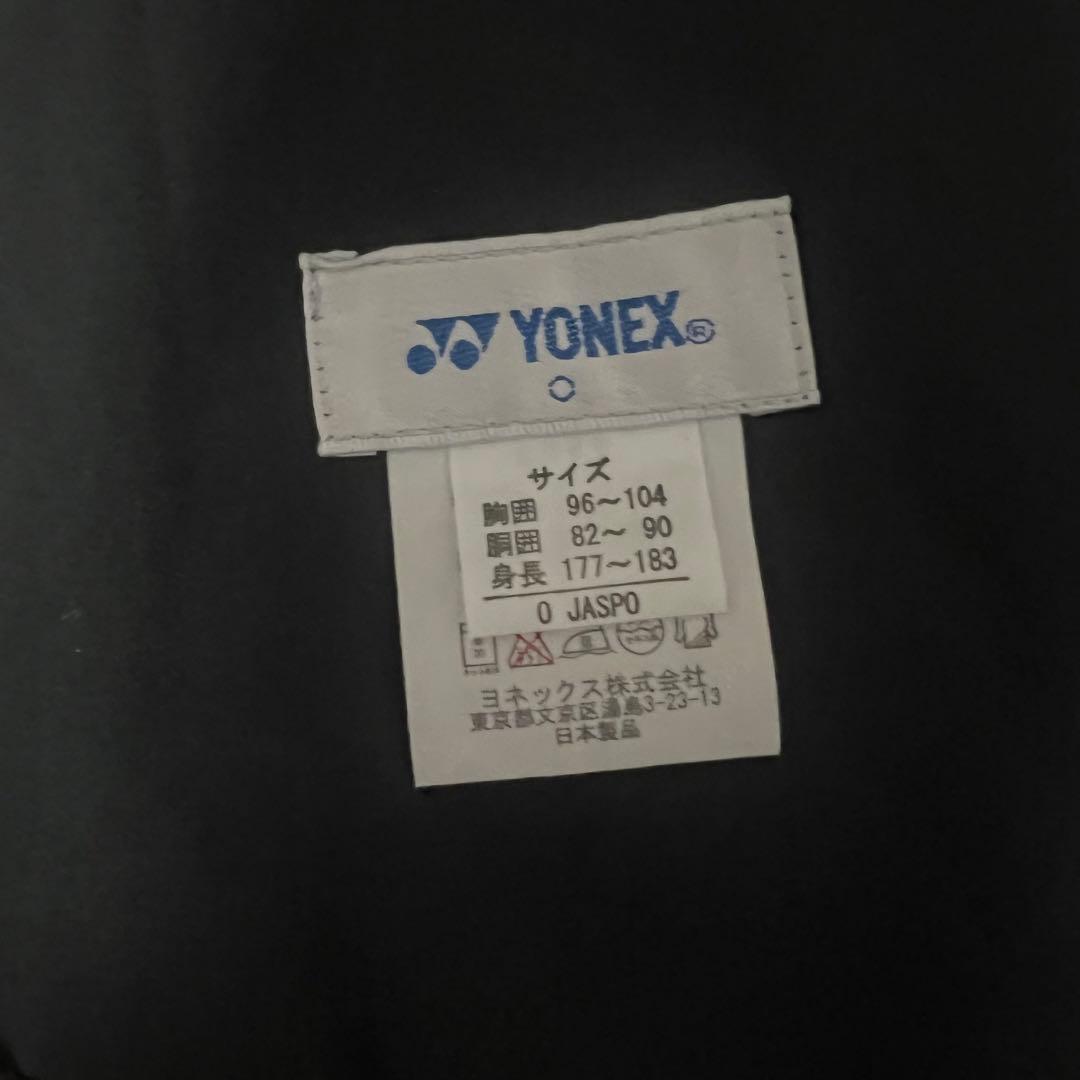 YONEX®
O
サイズ
胸囲 96～104
胴囲 82～ 90
身長 177～183
O JASPO
ヨネックス株式会社
東京都文京区湯島3-23-13
日本製品